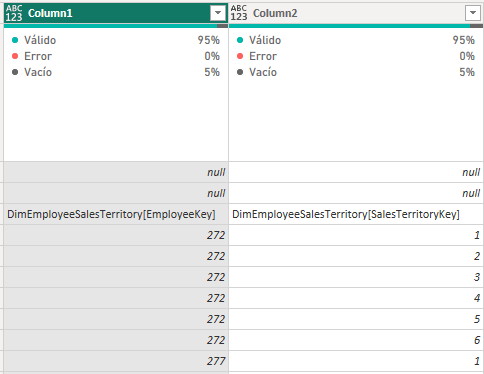 ABC 123 Column1 ABC 123 Column2
Válido 95% Válido 95%
Error 0% Error 0%
Vacío 5% Vacío 5%
null null
null null
DimEmployeeSalesTerritory[EmployeeKey] DimEmployeeSalesTerritory[SalesTerritoryKey]
272 1
272 2
272 3
272 4
272 5
272 6
277 1